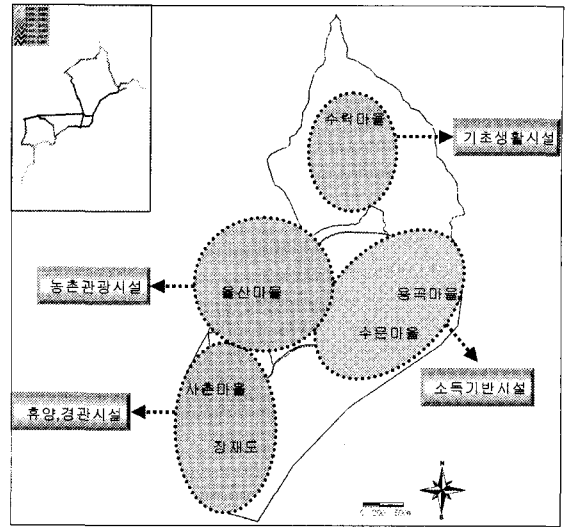 수락마을
기초생활시설
농촌관광시설
율산마을
용곡마을
수문마을
사촌마을
소득기반시설
휴양,경관시설
장재도